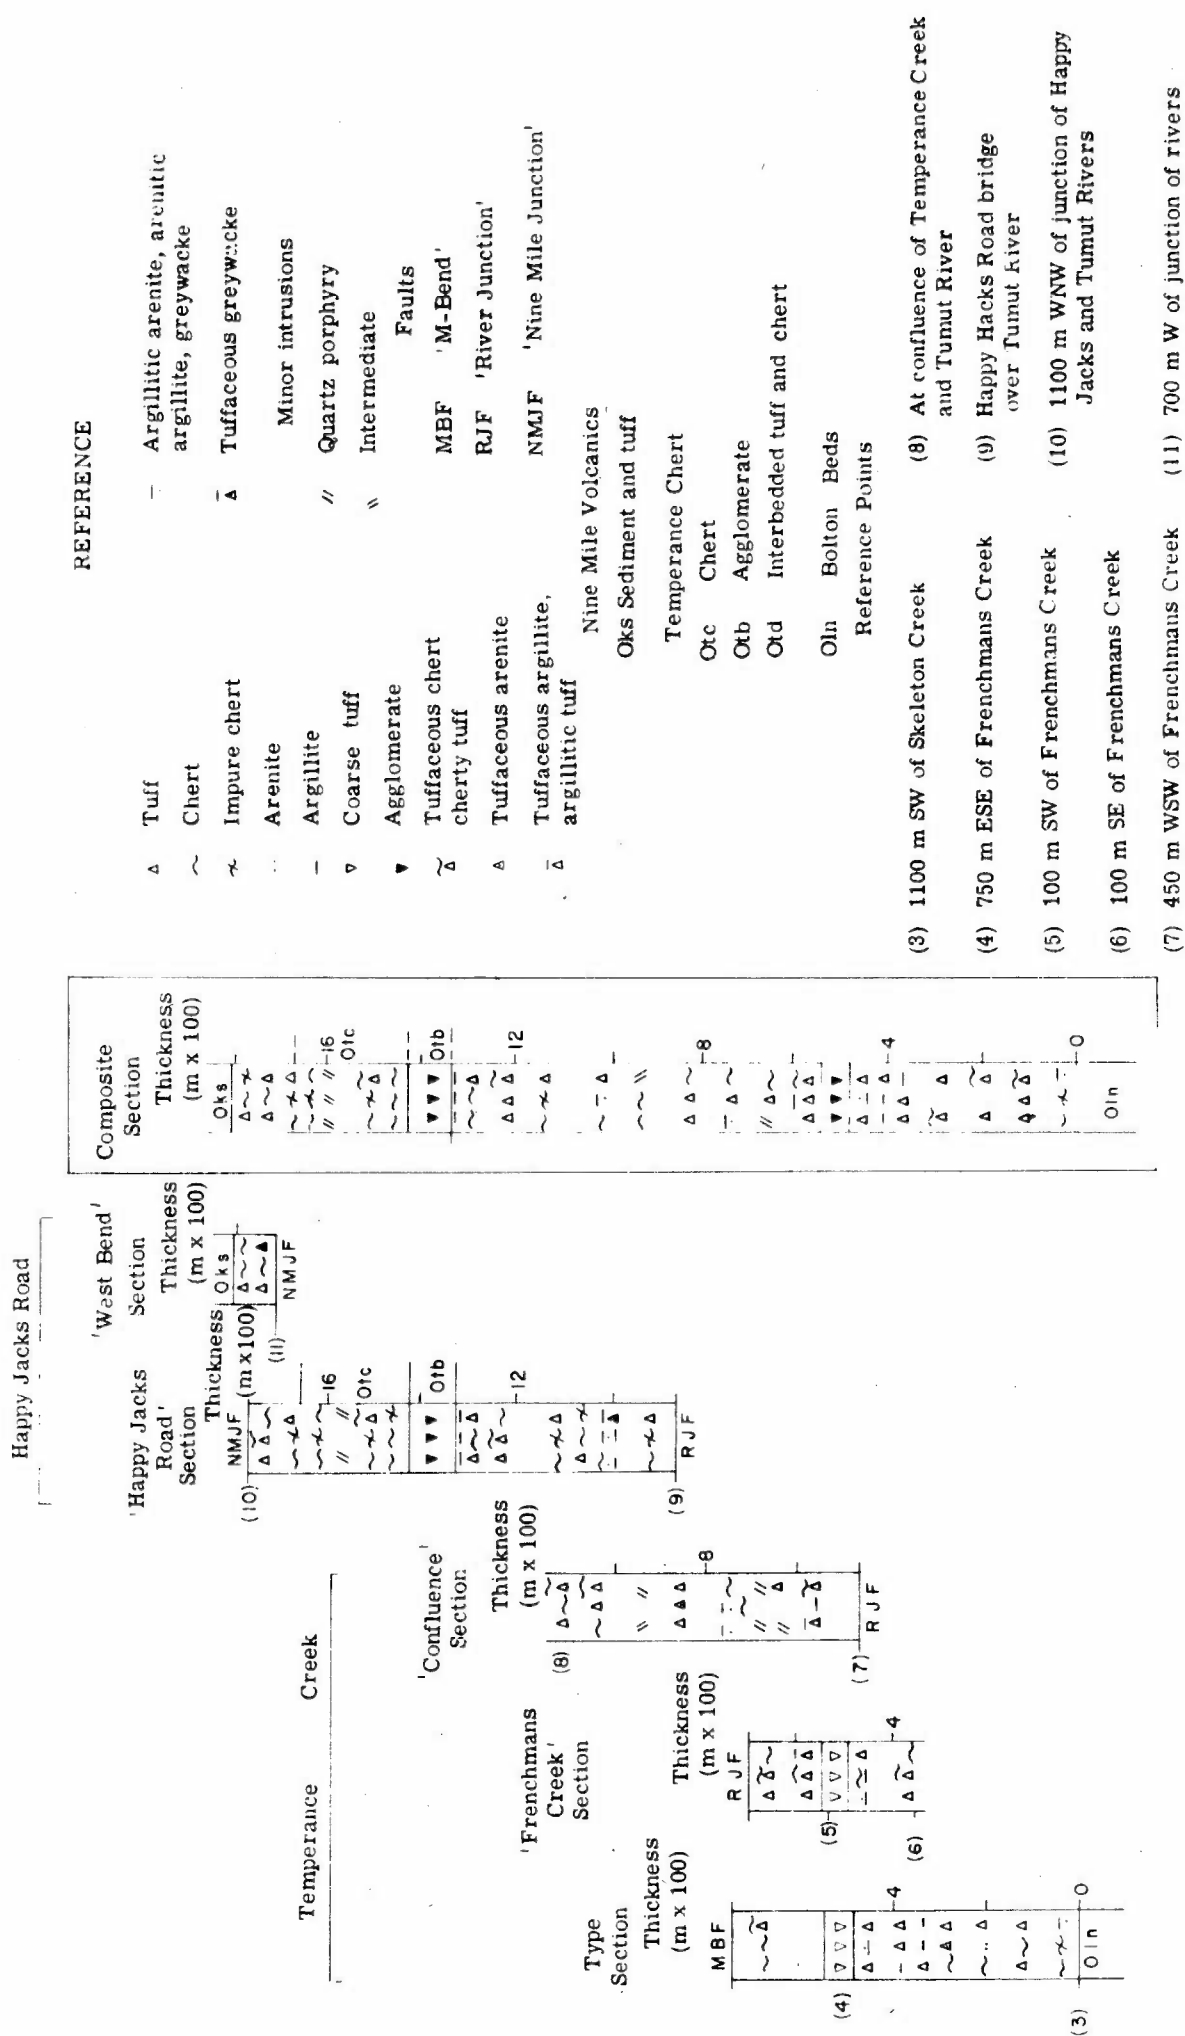 Happy Jacks Road
Temperance Creek
Type
Section
Thickness
(m x 100)
MBF
4
0
Oln
(4)
(3)
'Frenchmans
Creek'
Section
Thickness
(m x 100)
RJF
4
(5)
(6)
'Confluence'
Section
Thickness
(m x 100)
8
RJF
(8)
(7)
'Happy Jacks
Road'
Section
Thickness
(m x 100)
NMJF
16
Otc
Otb
12
RJF
(10)
(9)
'West Bend'
Section
Thickness
(m x 100)
Oks
NMJF
(11)
Composite
Section
Thickness
(m x 100)
Oks
16
Otc
Otb
12
8
4
0
Oln
REFERENCE
Tuff
Chert
Impure chert
Arenite
Argillite
Coarse tuff
Agglomerate
Tuffaceous chert
cherty tuff
Tuffaceous arenite
Tuffaceous argillite,
argillitic tuff
Argillitic arenite, arenitic
argillite, greywacke
Tuffaceous greywacke
Minor intrusions
Quartz porphyry
Intermediate
Faults
MBF 'M-Bend'
RJF 'River Junction'
NMJF 'Nine Mile Junction'
Nine Mile Volcanics
Oks Sediment and tuff
Temperance Chert
Otc Chert
Otb Agglomerate
Otd Interbedded tuff and chert
Oln Bolton Beds
Reference Points
(3) 1100 m SW of Skeleton Creek
(4) 750 m ESE of Frenchmans Creek
(5) 100 m SW of Frenchmans Creek
(6) 100 m SE of Frenchmans Creek
(7) 450 m WSW of Frenchmans Creek
(8) At confluence of Temperance Creek
and Tumut River
(9) Happy Hacks Road bridge
over Tumut River
(10) 1100 m WNW of junction of Happy
Jacks and Tumut Rivers
(11) 700 m W of junction of rivers